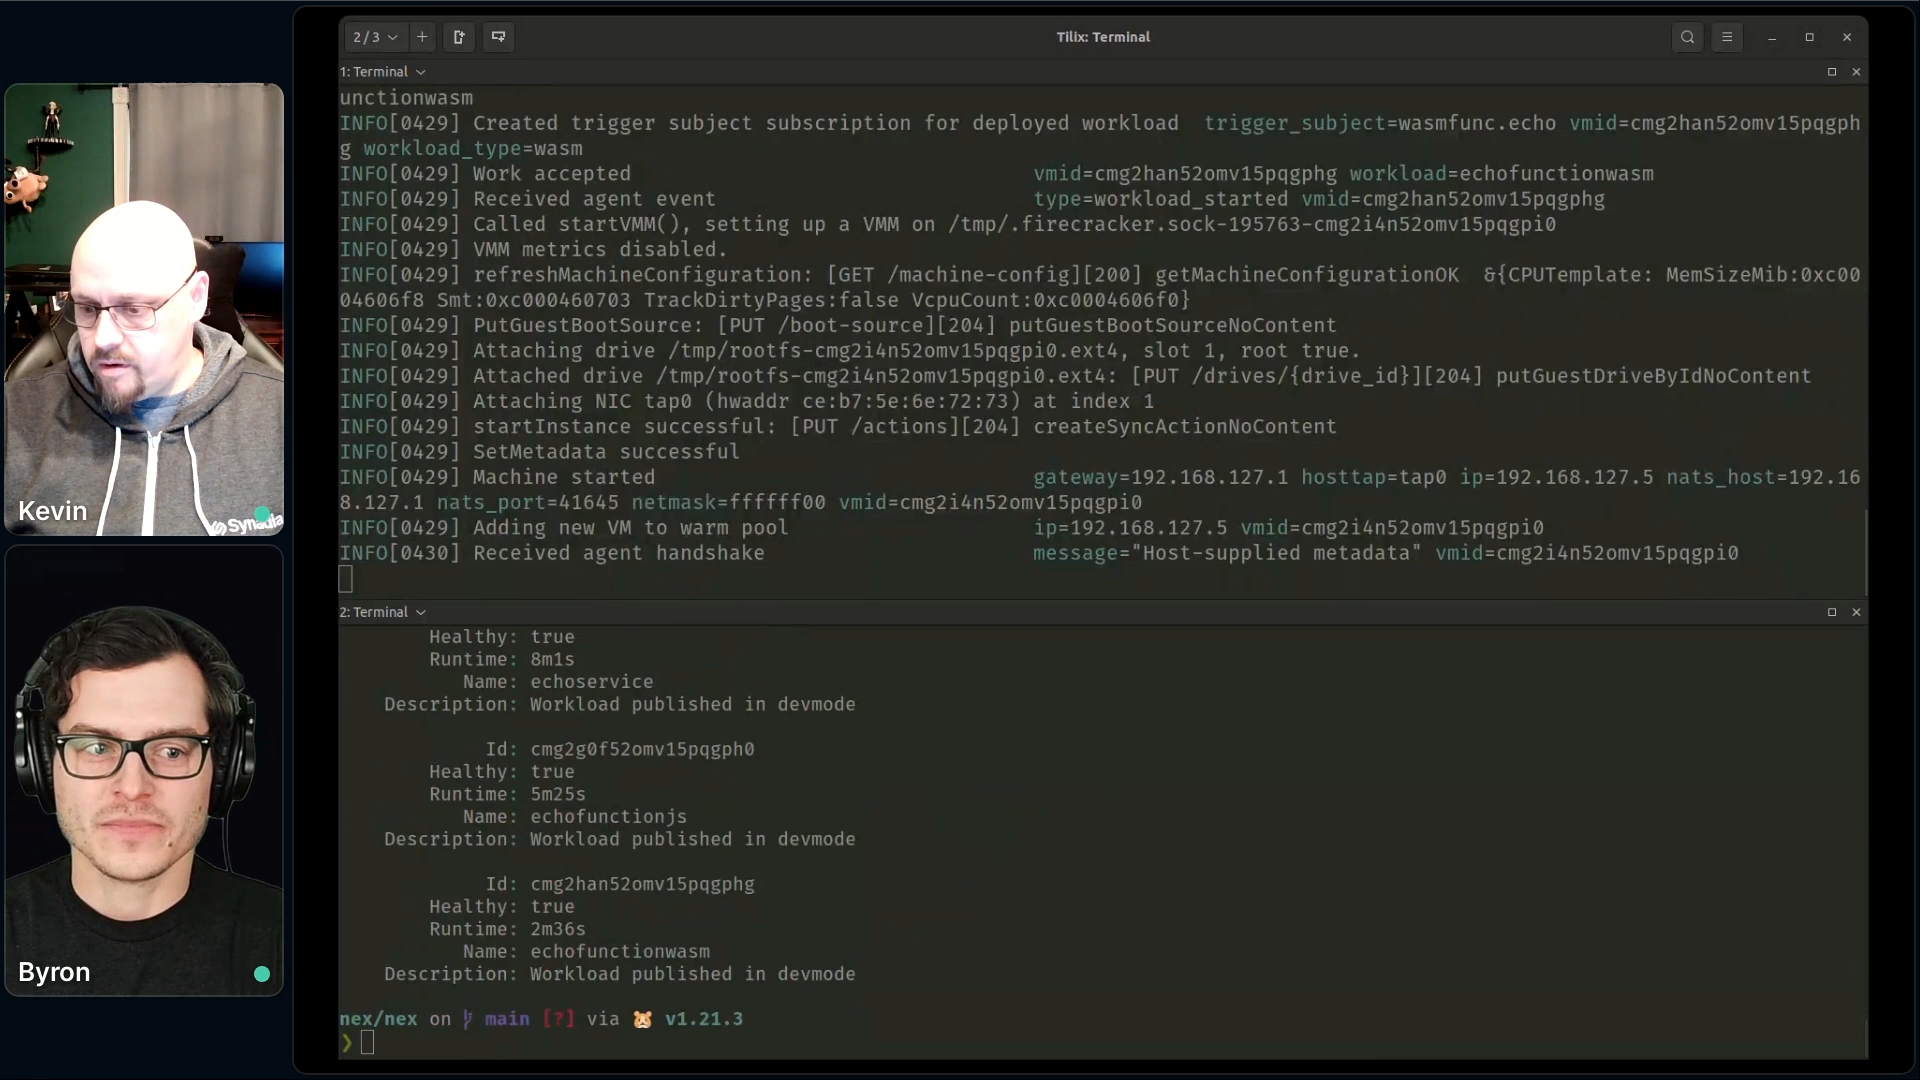 2 / 3
Tilix: Terminal
1: Terminal
unctionwasm
INFO[0429] Created trigger subject subscription for deployed workload trigger_subject=wasmfunc.echo vmid=cmg2han52omv15pqgph
g workload_type=wasm
INFO[0429] Work accepted vmid=cmg2han52omv15pqgphg workload=echofunctionwasm
INFO[0429] Received agent event type=workload_started vmid=cmg2han52omv15pqgphg
INFO[0429] Called startVMM(), setting up a VMM on /tmp/.firecracker.sock-195763-cmg2i4n52omv15pqgpi0
INFO[0429] VMM metrics disabled.
INFO[0429] refreshMachineConfiguration: [GET /machine-config][200] getMachineConfigurationOK &{CPUTemplate: MemSizeMib:0xc00
04606f8 Smt:0xc000460703 TrackDirtyPages:false VcpuCount:0xc0004606f0}
INFO[0429] PutGuestBootSource: [PUT /boot-source][204] putGuestBootSourceNoContent
INFO[0429] Attaching drive /tmp/rootfs-cmg2i4n52omv15pqgpi0.ext4, slot 1, root true.
INFO[0429] Attached drive /tmp/rootfs-cmg2i4n52omv15pqgpi0.ext4: [PUT /drives/{drive_id}][204] putGuestDriveByIdNoContent
INFO[0429] Attaching NIC tap0 (hwaddr ce:b7:5e:6e:72:73) at index 1
INFO[0429] startInstance successful: [PUT /actions][204] createSyncActionNoContent
INFO[0429] SetMetadata successful
INFO[0429] Machine started gateway=192.168.127.1 hosttap=tap0 ip=192.168.127.5 nats_host=192.16
8.127.1 nats_port=41645 netmask=ffffff00 vmid=cmg2i4n52omv15pqgpi0
INFO[0429] Adding new VM to warm pool ip=192.168.127.5 vmid=cmg2i4n52omv15pqgpi0
INFO[0430] Received agent handshake message="Host-supplied metadata" vmid=cmg2i4n52omv15pqgpi0
2: Terminal
Healthy: true
Runtime: 8m1s
Name: echoservice
Description: Workload published in devmode
Id: cmg2g0f52omv15pqgph0
Healthy: true
Runtime: 5m25s
Name: echofunctionjs
Description: Workload published in devmode
Id: cmg2han52omv15pqgphg
Healthy: true
Runtime: 2m36s
Name: echofunctionwasm
Description: Workload published in devmode
nex/nex on main [?] via 🐹 v1.21.3
❯
Kevin
Synadia
Byron